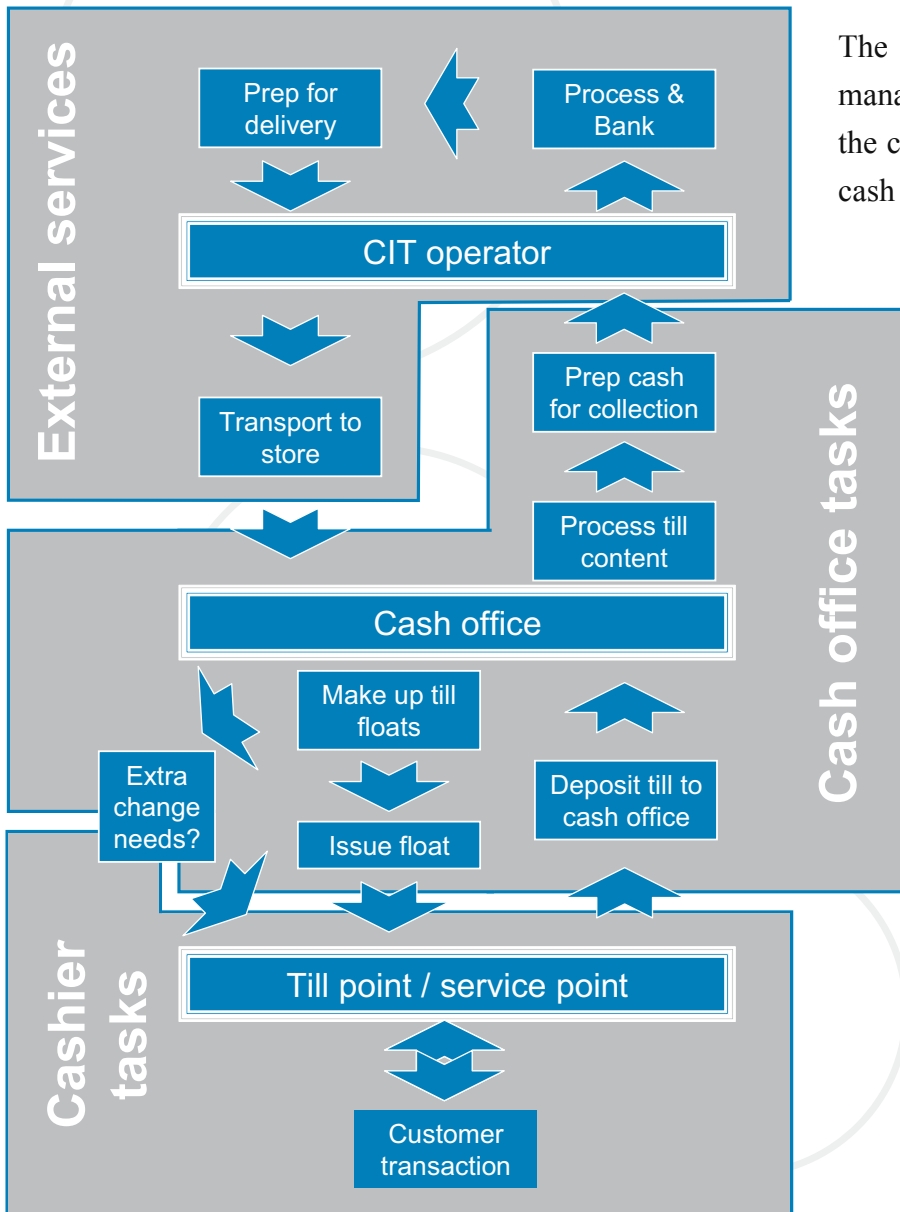 External services
Prep for
delivery
Process &
Bank
CIT operator
Transport to
store
Prep cash
for collection
Process till
content
Cash office tasks
Cash office
Make up till
floats
Extra
change
needs?
Issue float
Deposit till to
cash office
Cashier
tasks
Till point / service point
Customer
transaction
The
the c
cash